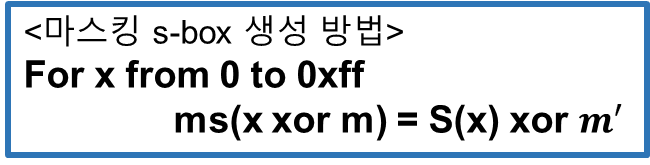 <마스킹 s-box 생성 방법>
For x from 0 to 0xff
ms(x xor m) = S(x) xor m′